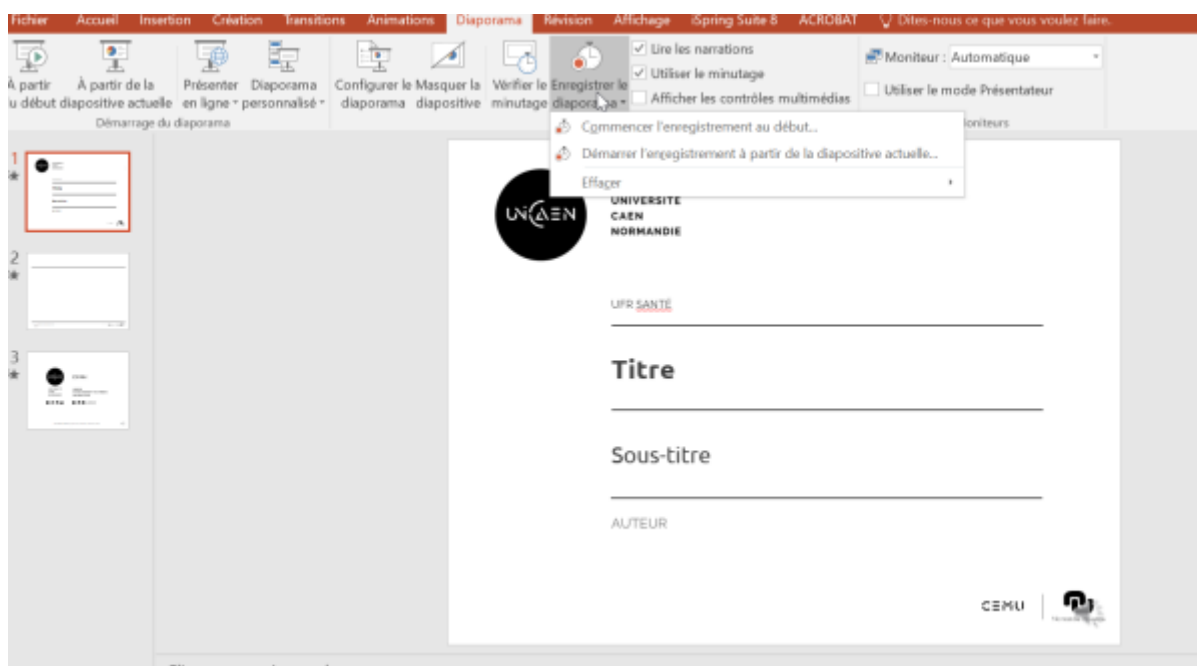 Fichier Accueil Insertion Création Transitions Animations Diaporama Révision Affichage iSpring Suite 8 ACROBAT Dites-nous ce que vous voulez faire.
À partir
du début
À partir de la
diapositive actuelle
Présenter
en ligne
Diaporama
personnalisé
Configurer le
diaporama
Masquer la
diapositive
Vérifier le
minutage
Enregistrer le
diaporama
Lire les narrations
Utiliser le minutage
Afficher les contrôles multimédias
Moniteur : Automatique
Utiliser le mode Présentateur
Démarrage du diaporama
oniteurs
Commencer l'enregistrement au début...
Démarrer l'enregistrement à partir de la diapositive actuelle...
Effacer
1
2
3
UNICAEN
UNIVERSITÉ
CAEN
NORMANDIE
UFR SANTÉ
Titre
Sous-titre
AUTEUR
CEMU